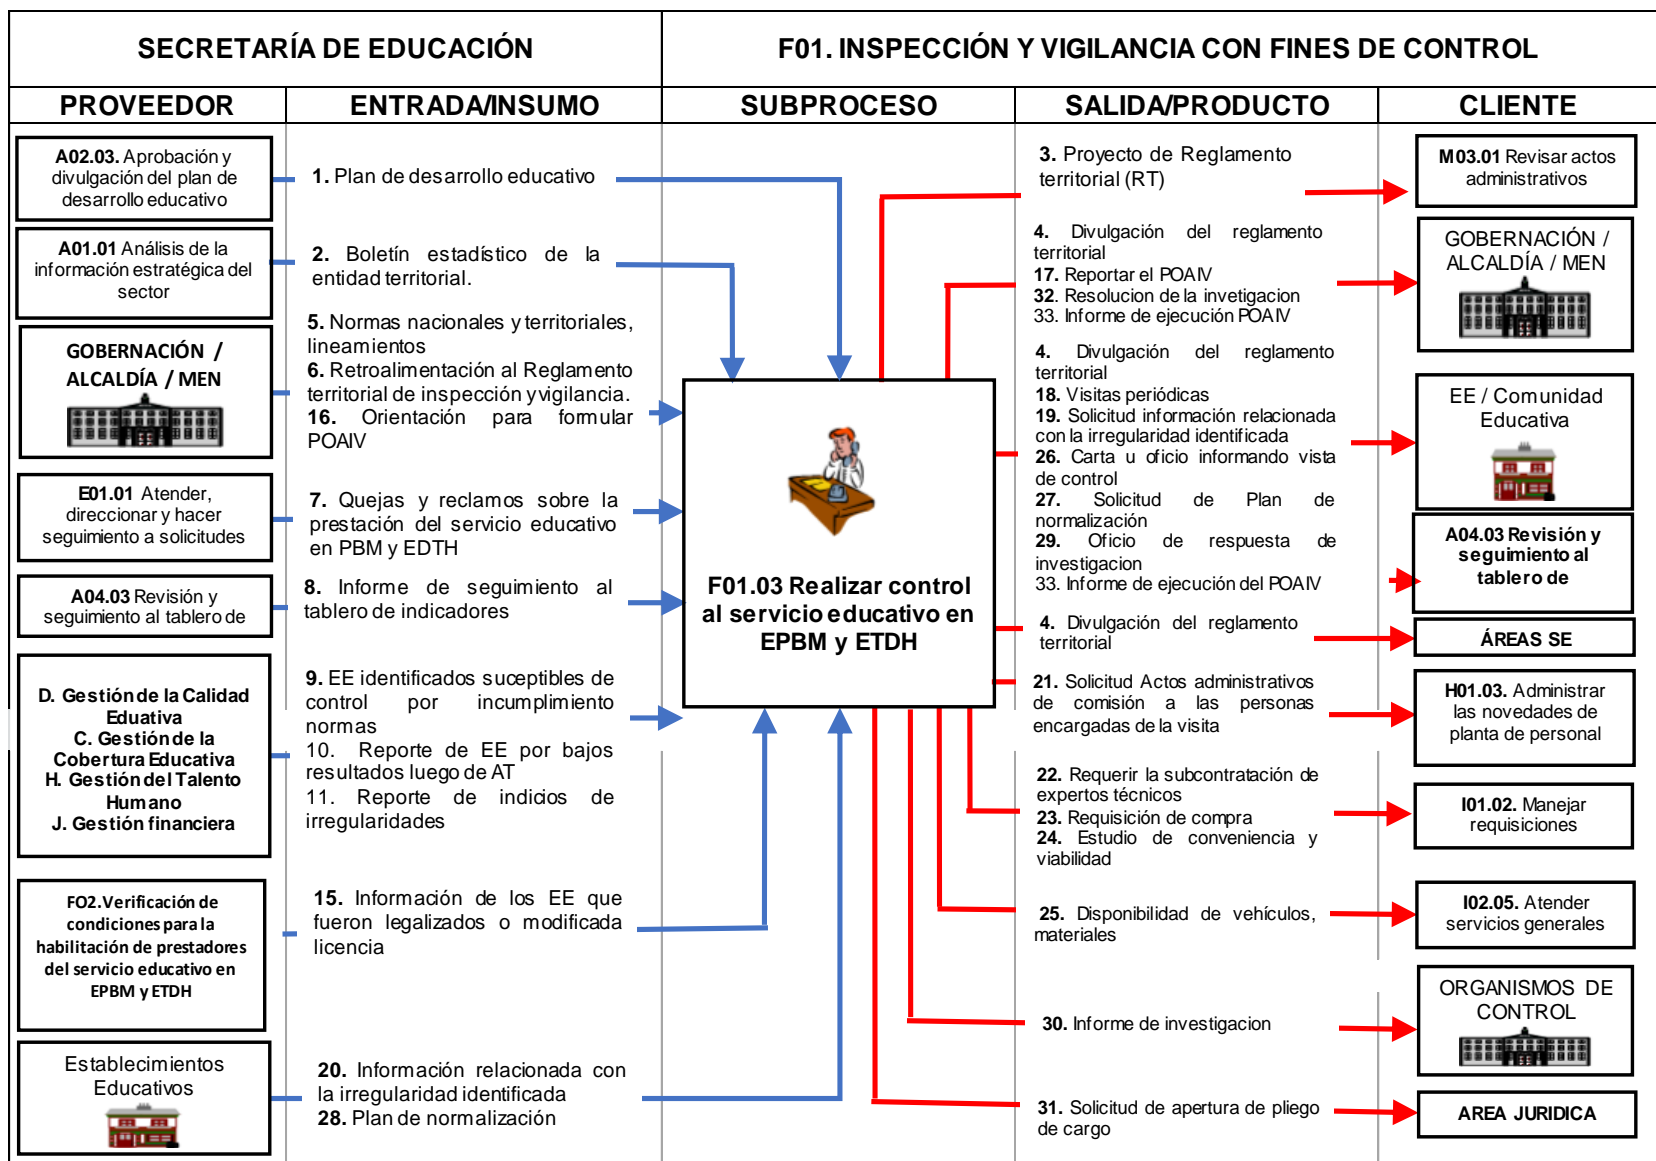 SECRETARÍA DE EDUCACIÓN
F01. INSPECCIÓN Y VIGILANCIA CON FINES DE CONTROL
PROVEEDOR
ENTRADA/INSUMO
SUBPROCESO
SALIDA/PRODUCTO
CLIENTE
A02.03. Aprobación y
divulgación del plan de
desarrollo educativo
1. Plan de desarrollo educativo
A01.01 Análisis de la
información estratégica del
sector
2. Boletín estadístico de la
entidad territorial.
GOBERNACIÓN /
ALCALDÍA / MEN
5. Normas nacionales y territoriales,
lineamientos
6. Retroalimentación al Reglamento
territorial de inspección y vigilancia.
16. Orientación para formular
POAIV
E01.01 Atender,
direccionar y hacer
seguimiento a solicitudes
7. Quejas y reclamos sobre la
prestación del servicio educativo
en PBM y EDTH
A04.03 Revisión y
seguimiento al tablero de
8. Informe de seguimiento al
tablero de indicadores
D. Gestión de la Calidad
Eduativa
C. Gestión de la
Cobertura Educativa
H. Gestión del Talento
Humano
J. Gestión financiera
9. EE identificados suceptibles de
control por incumplimiento
normas
10. Reporte de EE por bajos
resultados luego de AT
11. Reporte de indicios de
irregularidades
FO2.Verificación de
condiciones para la
habilitación de prestadores
del servicio educativo en
EPBM y ETDH
15. Información de los EE que
fueron legalizados o modificada
licencia
Establecimientos
Educativos
20. Información relacionada con
la irregularidad identificada
28. Plan de normalización
F01.03 Realizar control
al servicio educativo en
EPBM y ETDH
3. Proyecto de Reglamento
territorial (RT)
M03.01 Revisar actos
administrativos
4. Divulgación del reglamento
territorial
17. Reportar el POAIV
32. Resolucion de la invetigacion
33. Informe de ejecución POAIV
GOBERNACIÓN /
ALCALDÍA / MEN
4. Divulgación del reglamento
territorial
18. Visitas periódicas
19. Solicitud información relacionada
con la irregularidad identificada
26. Carta u oficio informando vista
de control
27. Solicitud de Plan de
normalización
29. Oficio de respuesta de
investigacion
33. Informe de ejecución del POAIV
EE / Comunidad
Educativa
A04.03 Revisión y
seguimiento al
tablero de
4. Divulgación del reglamento
territorial
ÁREAS SE
21. Solicitud Actos administrativos
de comisión a las personas
encargadas de la visita
H01.03. Administrar
las novedades de
planta de personal
22. Requerir la subcontratación de
expertos técnicos
23. Requisición de compra
24. Estudio de conveniencia y
viabilidad
I01.02. Manejar
requisiciones
25. Disponibilidad de vehículos,
materiales
I02.05. Atender
servicios generales
30. Informe de investigacion
ORGANISMOS DE
CONTROL
31. Solicitud de apertura de pliego
de cargo
AREA JURIDICA